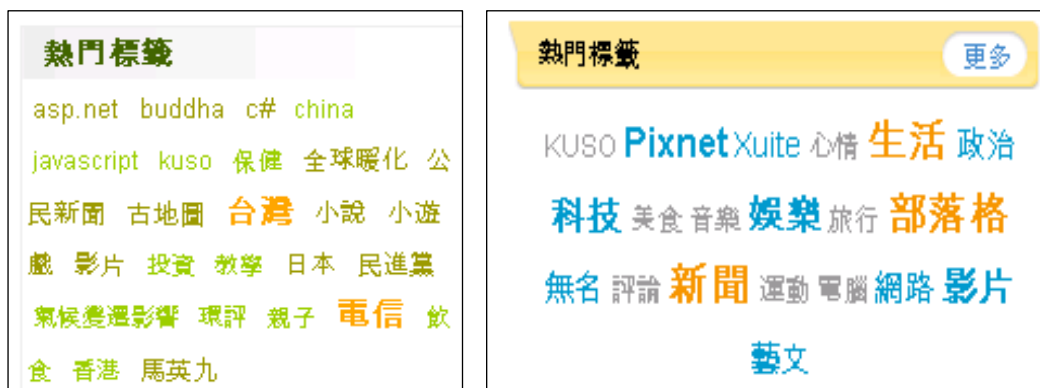 熱門標籤
asp.net buddha c# china
javascript kuso 保健 全球暖化 公
民新聞 古地圖 台灣 小說 小遊
戲 影片 投資 教學 日本 民進黨
氣候變遷影響 環評 親子 電信 飲
食 香港 馬英九
熱門標籤 更多
KUSO Pixnet Xuite 心情 生活 政治
科技 美食 音樂 娛樂 旅行 部落格
無名 評論 新聞 運動 電腦 網路 影片
藝文